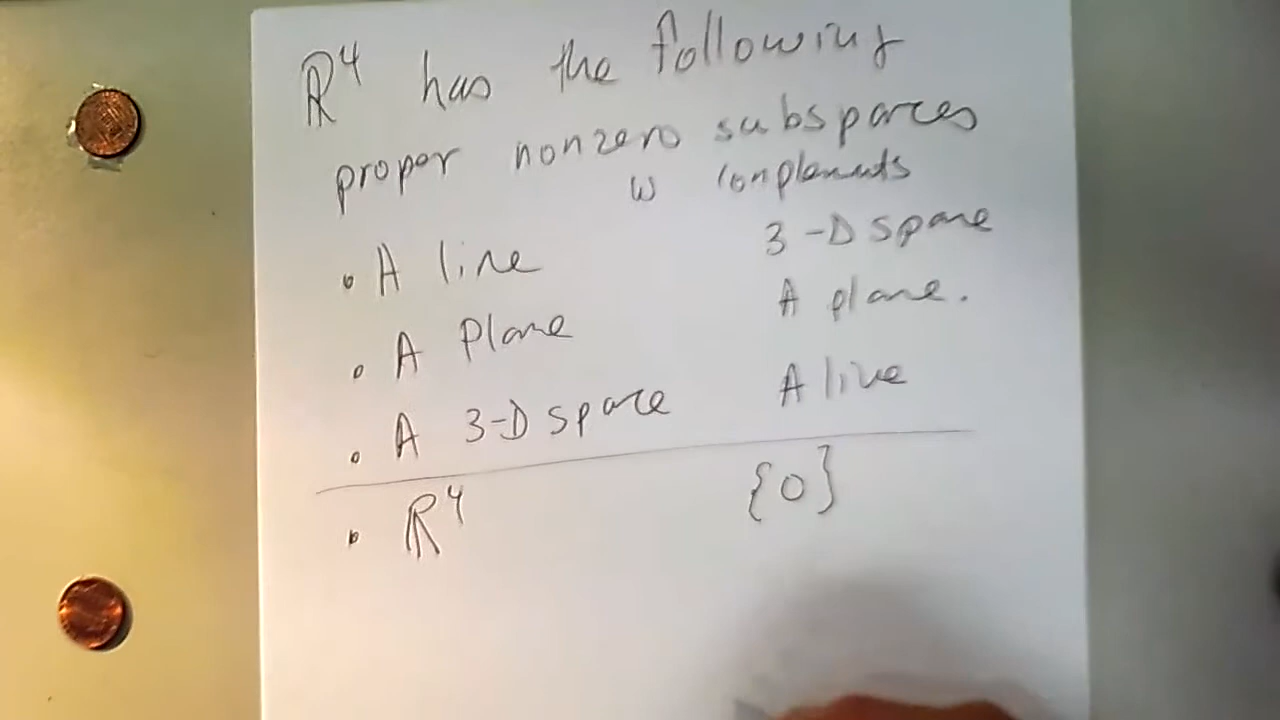 R⁴ has the following
proper nonzero subspaces
w complements
• A line 3-D space
• A Plane A plane.
• A 3-D space A line
• R⁴ {0}